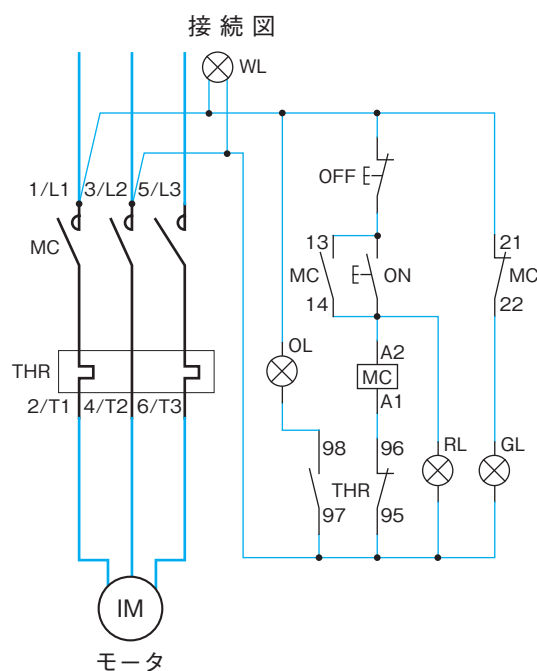 接続図
WL
1/L1 3/L2 5/L3
OFF
MC
13
21
MC
ON
MC
14
22
THR
OL
A2
MC
A1
2/T1 4/T2 6/T3
98
96
RL
GL
THR
97
95
IM
モータ